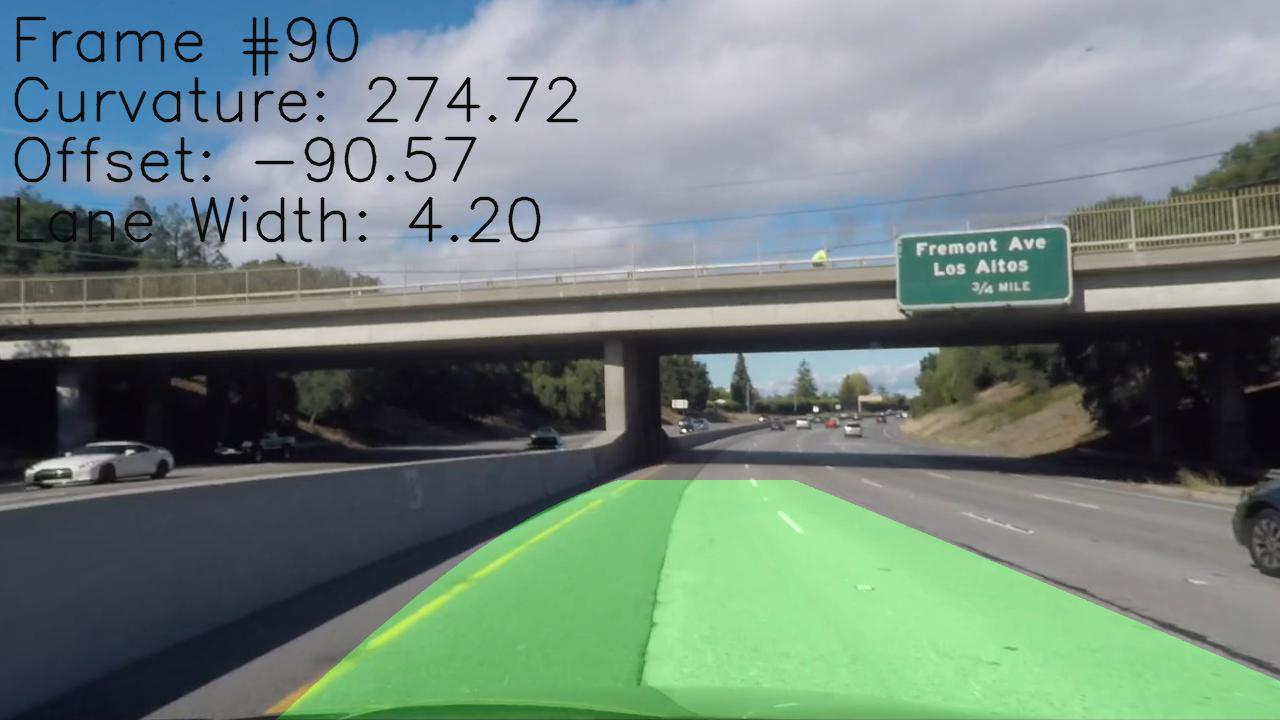 Frame #90
Curvature: 274.72
Offset: -90.57
Lane Width: 4.20
Fremont Ave
Los Altos
3/4 MILE